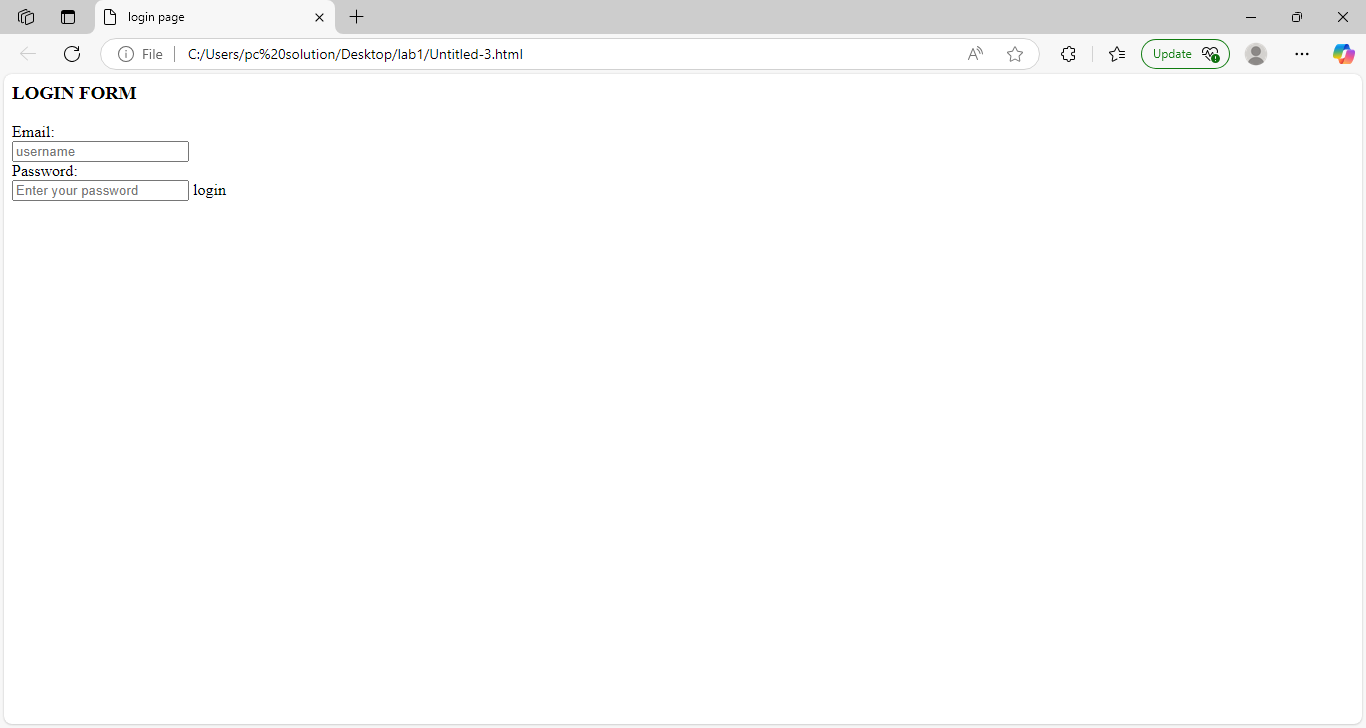 login page
File
C:/Users/pc%20solution/Desktop/lab1/Untitled-3.html
Update
LOGIN FORM
Email:
username
Password:
Enter your password login